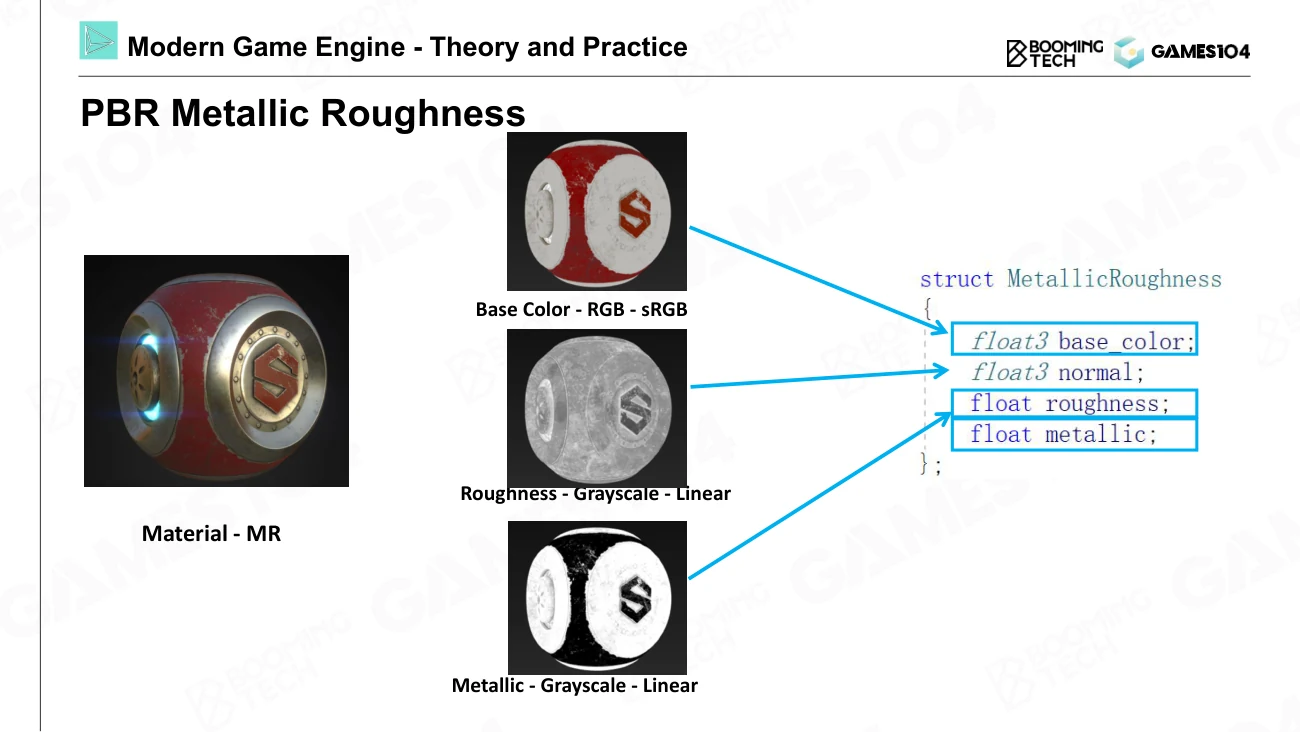 Modern Game Engine - Theory and Practice
BOOMING
TECH
GAMES104
PBR Metallic Roughness
Base Color - RGB - sRGB
Material - MR
Roughness - Grayscale - Linear
Metallic - Grayscale - Linear
struct MetallicRoughness
{
float3 base_color;
float3 normal;
float roughness;
float metallic;
};